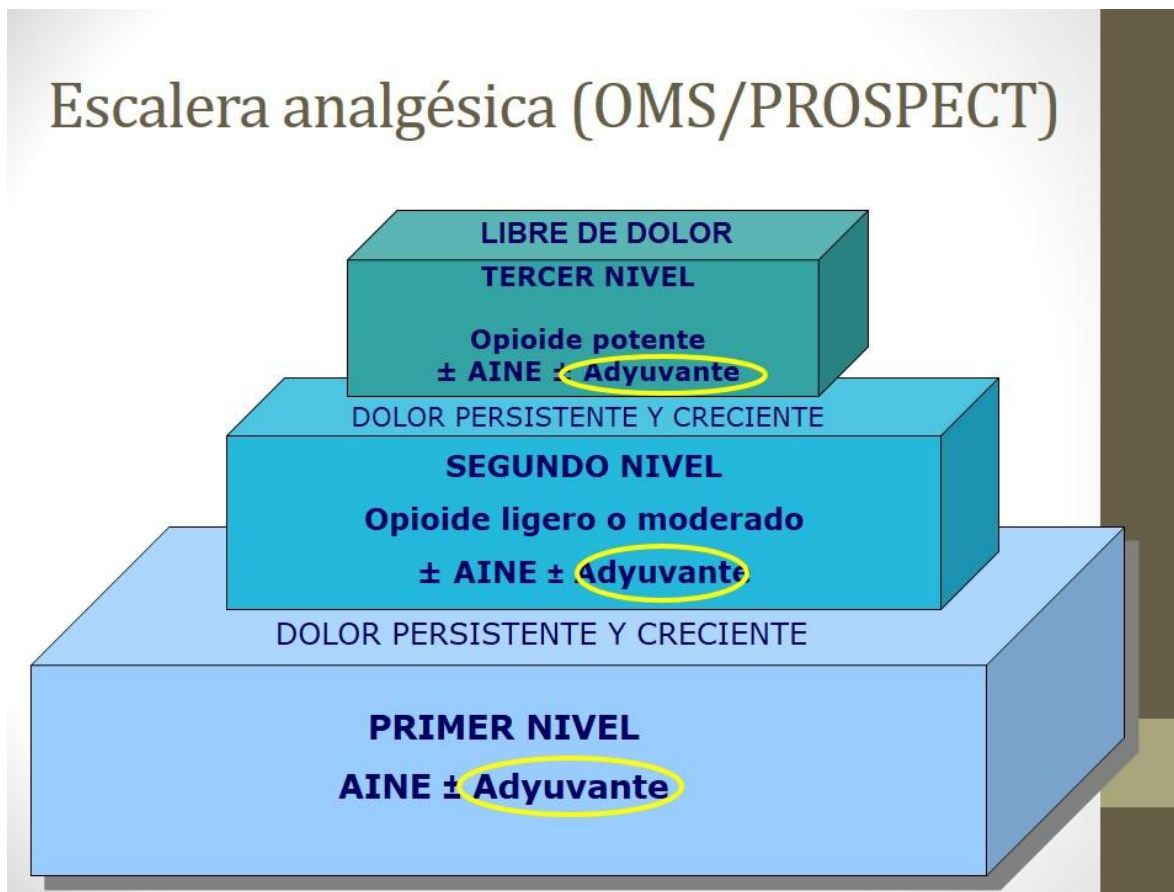 Escalera analgésica (OMS/PROSPECT)
LIBRE DE DOLOR
TERCER NIVEL
Opioide potente
± AINE ± Adyuvante
DOLOR PERSISTENTE Y CRECIENTE
SEGUNDO NIVEL
Opioide ligero o moderado
± AINE ± Adyuvante
DOLOR PERSISTENTE Y CRECIENTE
PRIMER NIVEL
AINE ± Adyuvante